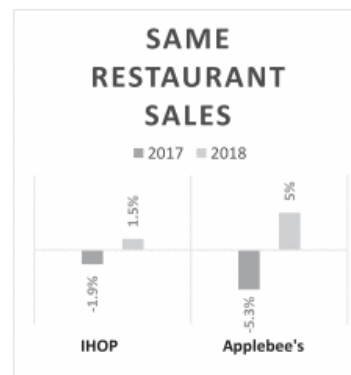 SAME
RESTAURANT
SALES
2017 2018
-1.9%
1.5%
-5.3%
5%
IHOP Applebee's